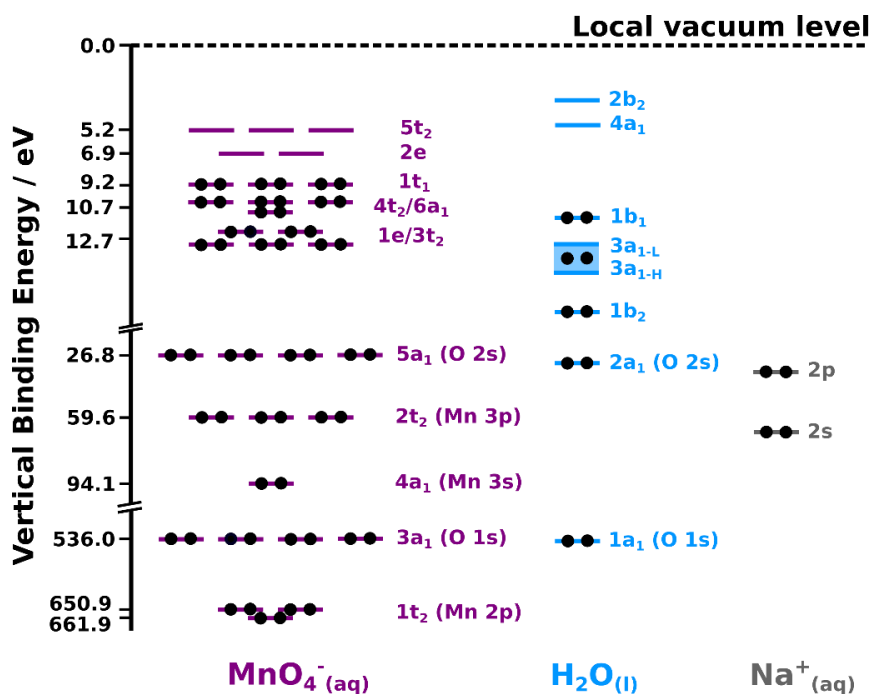 Local vacuum level
Vertical Binding Energy / eV
0.0
2b₂
4a₁
5.2
5t₂
6.9
2e
9.2
1t₁
10.7
4t₂/6a₁
1b₁
12.7
1e/3t₂
3a₁₋L
3a₁₋H
1b₂
26.8
5a₁ (O 2s)
2a₁ (O 2s)
2p
59.6
2t₂ (Mn 3p)
2s
94.1
4a₁ (Mn 3s)
536.0
3a₁ (O 1s)
1a₁ (O 1s)
650.9
661.9
1t₂ (Mn 2p)
MnO₄⁻(aq)
H₂O(l)
Na⁺(aq)